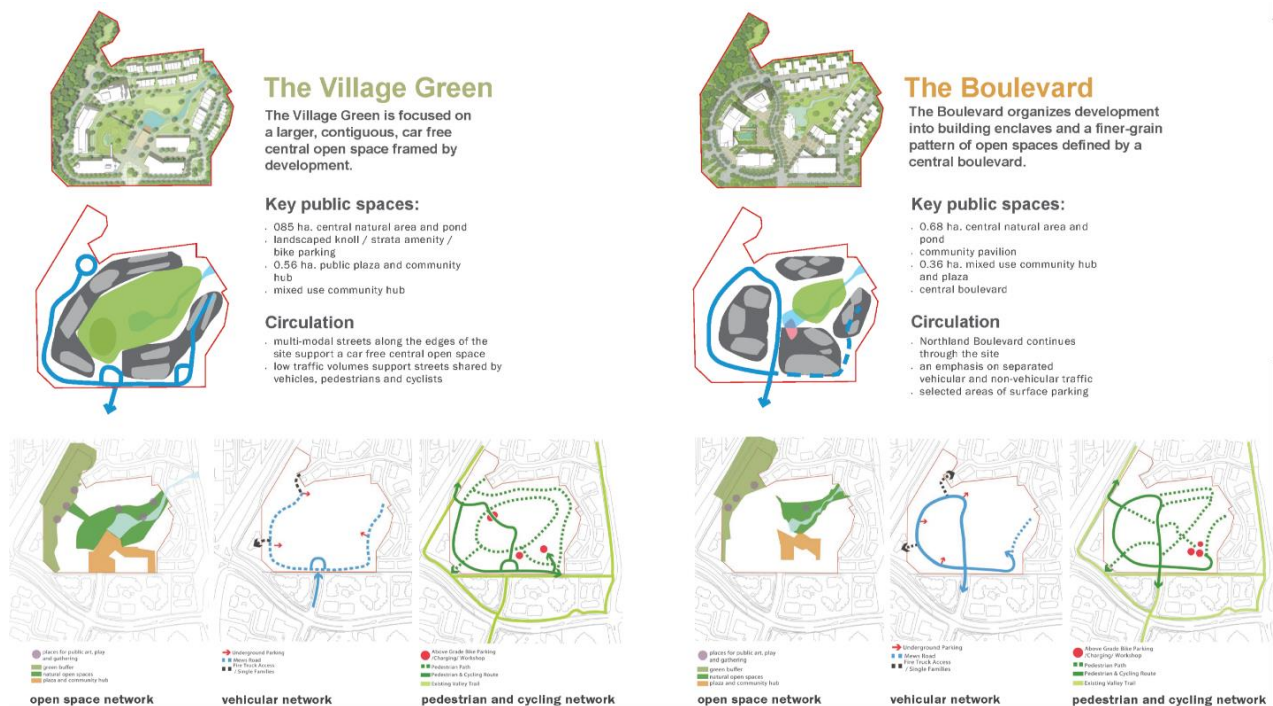 The Village Green
The Village Green is focused on
a larger, contiguous, car free
central open space framed by
development.
Key public spaces:
. 085 ha. central natural area and pond
. landscaped knoll / strata amenity /
bike parking
. 0.56 ha. public plaza and community
hub
. mixed use community hub
Circulation
. multi-modal streets along the edges of the
site support a car free central open space
. low traffic volumes support streets shared by
vehicles, pedestrians and cyclists
places for public art, play
and gathering
green buffer
natural open spaces
plaza and community hub
open space network
Underground Parking
Mews Road
Fire Truck Access
/ Single Families
vehicular network
Above Grade Bike Parking
/Charging/ Workshop
Pedestrian Path
Pedestrian & Cycling Route
Existing Valley Trail
pedestrian and cycling network
The Boulevard
The Boulevard organizes development
into building enclaves and a finer-grain
pattern of open spaces defined by a
central boulevard.
Key public spaces:
. 0.68 ha. central natural area and
pond
. community pavilion
. 0.36 ha. mixed use community hub
and plaza
. central boulevard
Circulation
. Northland Boulevard continues
through the site
. an emphasis on separated
vehicular and non-vehicular traffic
. selected areas of surface parking
places for public art, play
and gathering
green buffer
natural open spaces
plaza and community hub
open space network
Underground Parking
Mews Road
Fire Truck Access
/ Single Families
vehicular network
Above Grade Bike Parking
/Charging/ Workshop
Pedestrian Path
Pedestrian & Cycling Route
Existing Valley Trail
pedestrian and cycling network